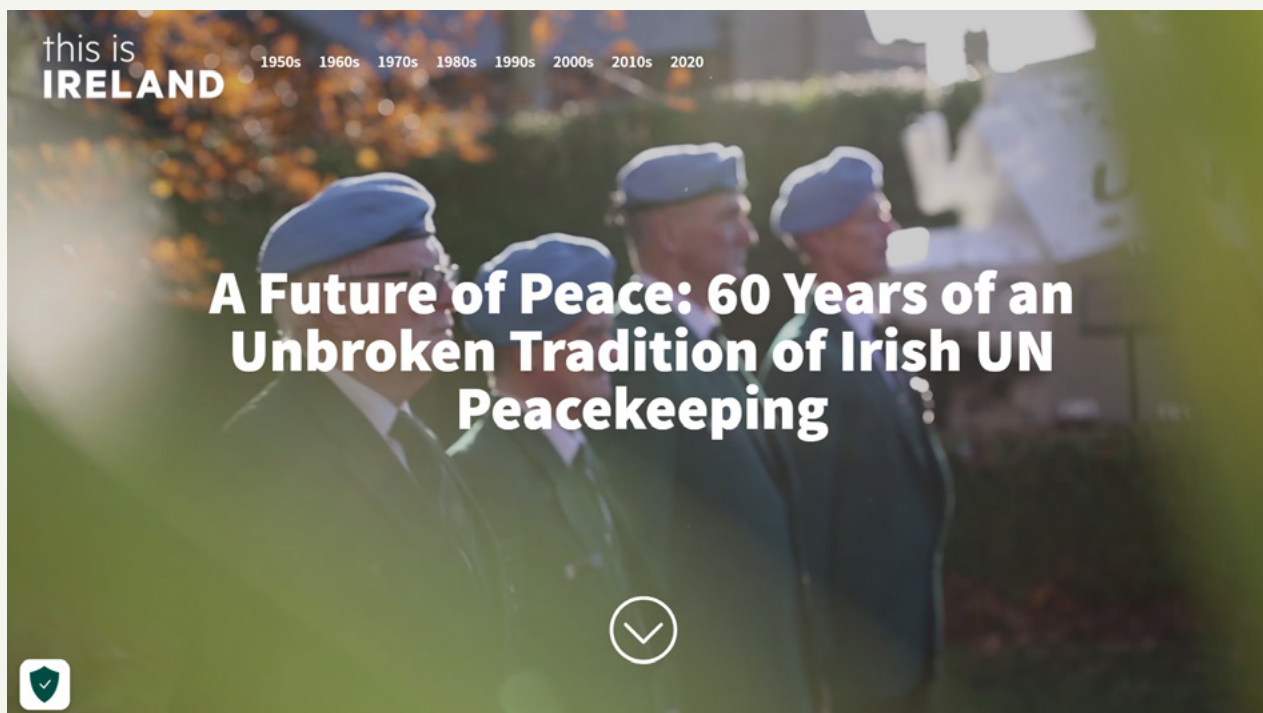 this is
IRELAND
1950s 1960s 1970s 1980s 1990s 2000s 2010s 2020
A Future of Peace: 60 Years of an
Unbroken Tradition of Irish UN
Peacekeeping